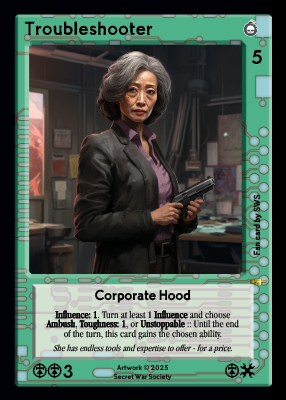 Troubleshooter
5
Fan card by SWS
Corporate Hood
Influence: 1. Turn at least 1 Influence and choose
Ambush, Toughness: 1, or Unstoppable :: Until the end
of the turn, this card gains the chosen ability.
She has endless tools and expertise to offer - for a price.
3
Artwork © 2025
Secret War Society